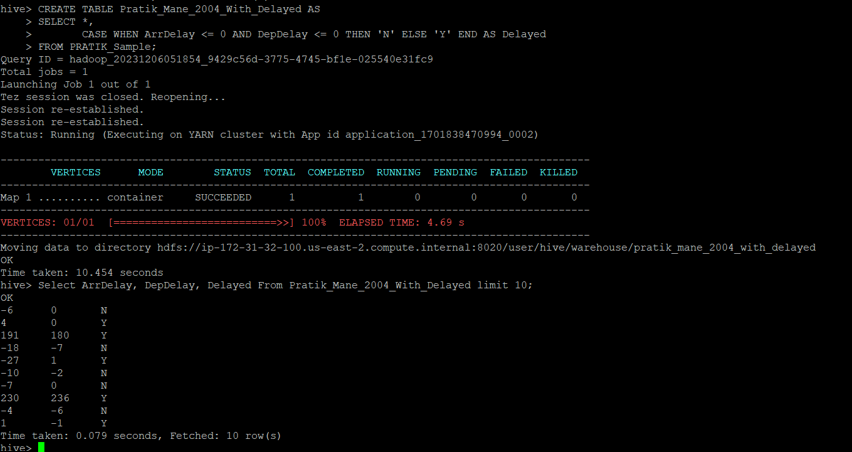 hive> CREATE TABLE Pratik_Mane_2004_With_Delayed AS
    > SELECT *,
    >        CASE WHEN ArrDelay <= 0 AND DepDelay <= 0 THEN 'N' ELSE 'Y' END AS Delayed
    > FROM PRATIK_Sample;
Query ID = hadoop_20231206051854_9429c56d-3775-4745-bf1e-025540e31fc9
Total jobs = 1
Launching Job 1 out of 1
Tez session was closed. Reopening...
Session re-established.
Session re-established.
Status: Running (Executing on YARN cluster with App id application_1701838470994_0002)
----------------------------------------------------------------------------------------------
        VERTICES      MODE        STATUS  TOTAL  COMPLETED  RUNNING  PENDING  FAILED  KILLED
----------------------------------------------------------------------------------------------
Map 1 .......... container     SUCCEEDED      1          1        0        0       0       0
----------------------------------------------------------------------------------------------
VERTICES: 01/01  [==========================>>] 100%  ELAPSED TIME: 4.69 s
----------------------------------------------------------------------------------------------
Moving data to directory hdfs://ip-172-31-32-100.us-east-2.compute.internal:8020/user/hive/warehouse/pratik_mane_2004_with_delayed
OK
Time taken: 10.454 seconds
hive> Select ArrDelay, DepDelay, Delayed From Pratik_Mane_2004_With_Delayed limit 10;
OK
-6      0       N
4       0       Y
191     180     Y
-18     -7      N
-27     1       Y
-10     -2      N
-7      0       N
230     236     Y
-4      -6      N
1       -1      Y
Time taken: 0.079 seconds, Fetched: 10 row(s)
hive>